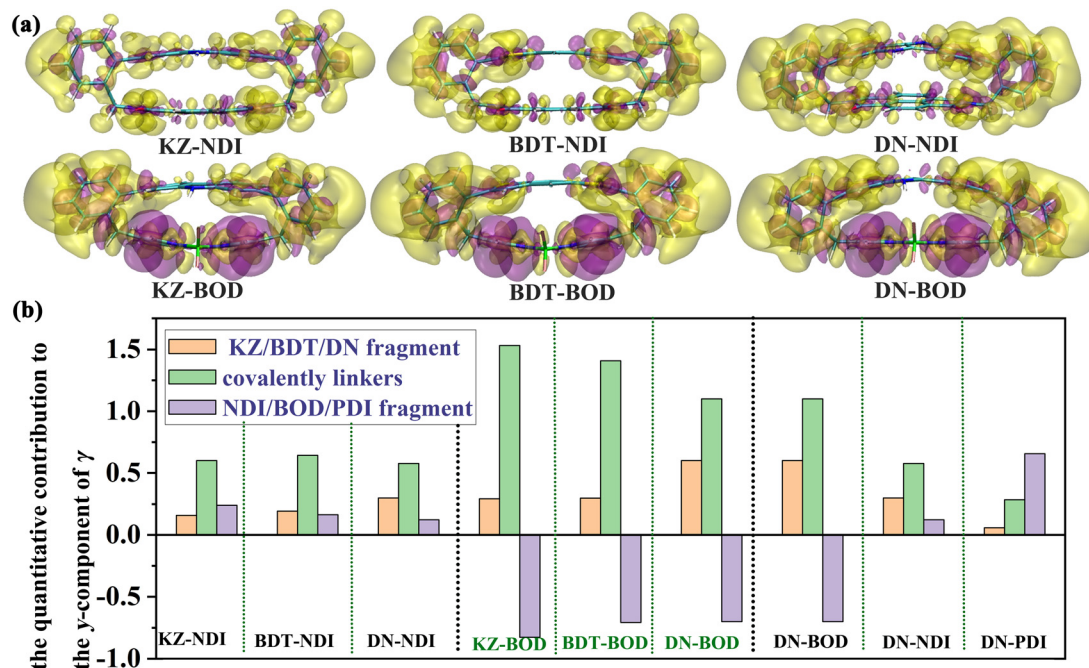 (a)
KZ-NDI BDT-NDI DN-NDI
KZ-BOD BDT-BOD DN-BOD
(b)
the quantitative contribution to
the y-component of γ
1.5
1.0
0.5
0.0
-0.5
-1.0
KZ/BDT/DN fragment
covalently linkers
NDI/BOD/PDI fragment
KZ-NDI BDT-NDI DN-NDI KZ-BOD BDT-BOD DN-BOD DN-BOD DN-NDI DN-PDI